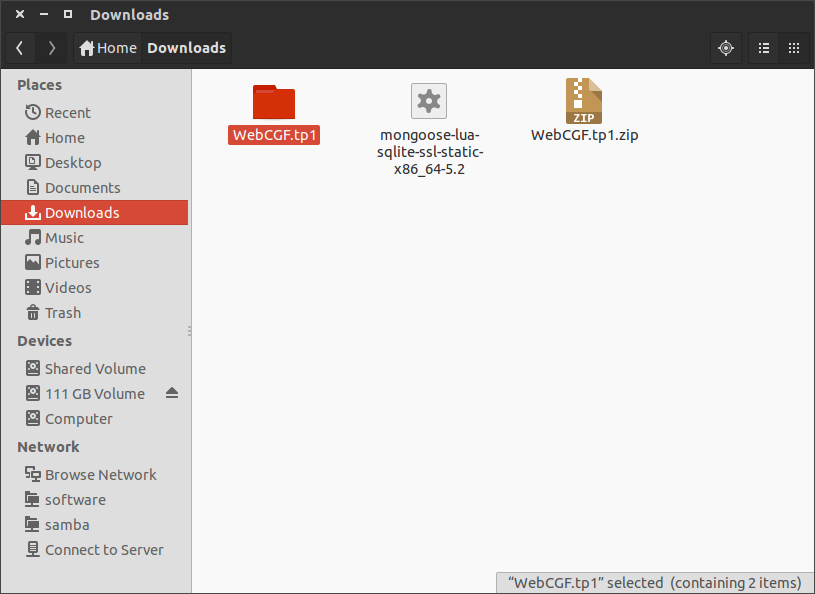 Downloads
Home Downloads
Places
Recent
Home
Desktop
Documents
Downloads
Music
Pictures
Videos
Trash
Devices
Shared Volume
111 GB Volume
Computer
Network
Browse Network
software
samba
Connect to Server
WebCGF.tp1
mongoose-lua-
sqlite-ssl-static-
x86_64-5.2
ZIP
WebCGF.tp1.zip
“WebCGF.tp1” selected (containing 2 items)